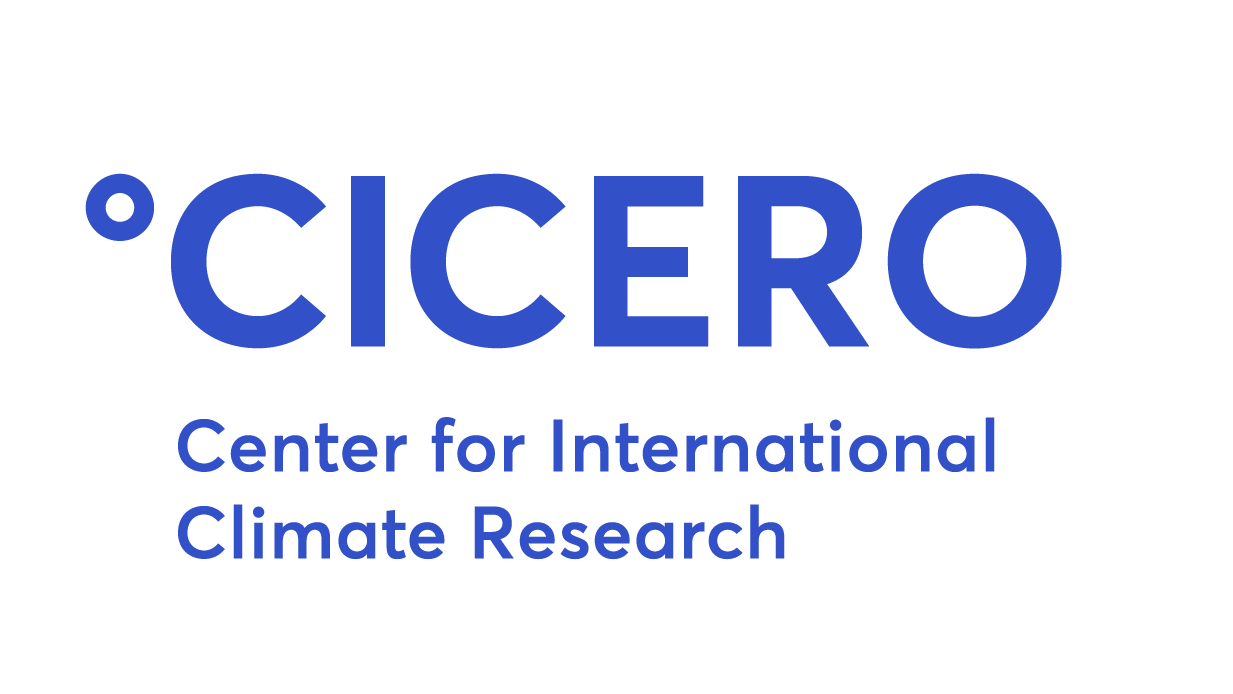 °CICERO
Center for International
Climate Research